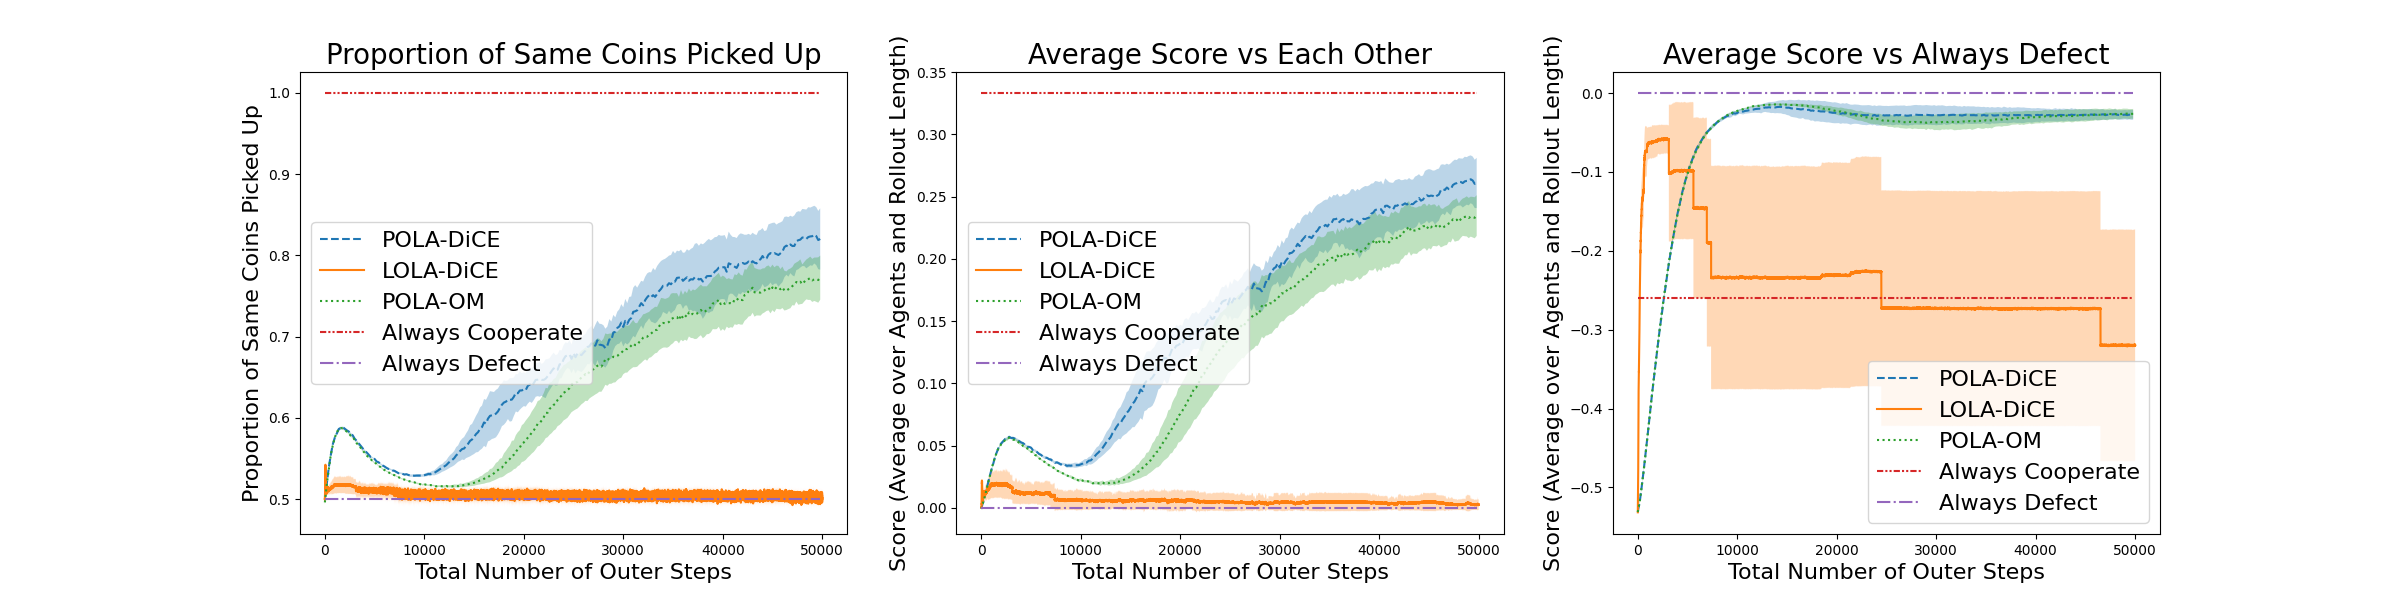 Proportion of Same Coins Picked Up
Proportion of Same Coins Picked Up
1.0
0.9
0.8
0.7
0.6
0.5
POLA-DiCE
LOLA-DiCE
POLA-OM
Always Cooperate
Always Defect
0 10000 20000 30000 40000 50000
Total Number of Outer Steps
Average Score vs Each Other
Score (Average over Agents and Rollout Length)
0.35
0.30
0.25
0.20
0.15
0.10
0.05
0.00
POLA-DiCE
LOLA-DiCE
POLA-OM
Always Cooperate
Always Defect
0 10000 20000 30000 40000 50000
Total Number of Outer Steps
Average Score vs Always Defect
Score (Average over Agents and Rollout Length)
0.0
−0.1
−0.2
−0.3
−0.4
−0.5
POLA-DiCE
LOLA-DiCE
POLA-OM
Always Cooperate
Always Defect
0 10000 20000 30000 40000 50000
Total Number of Outer Steps